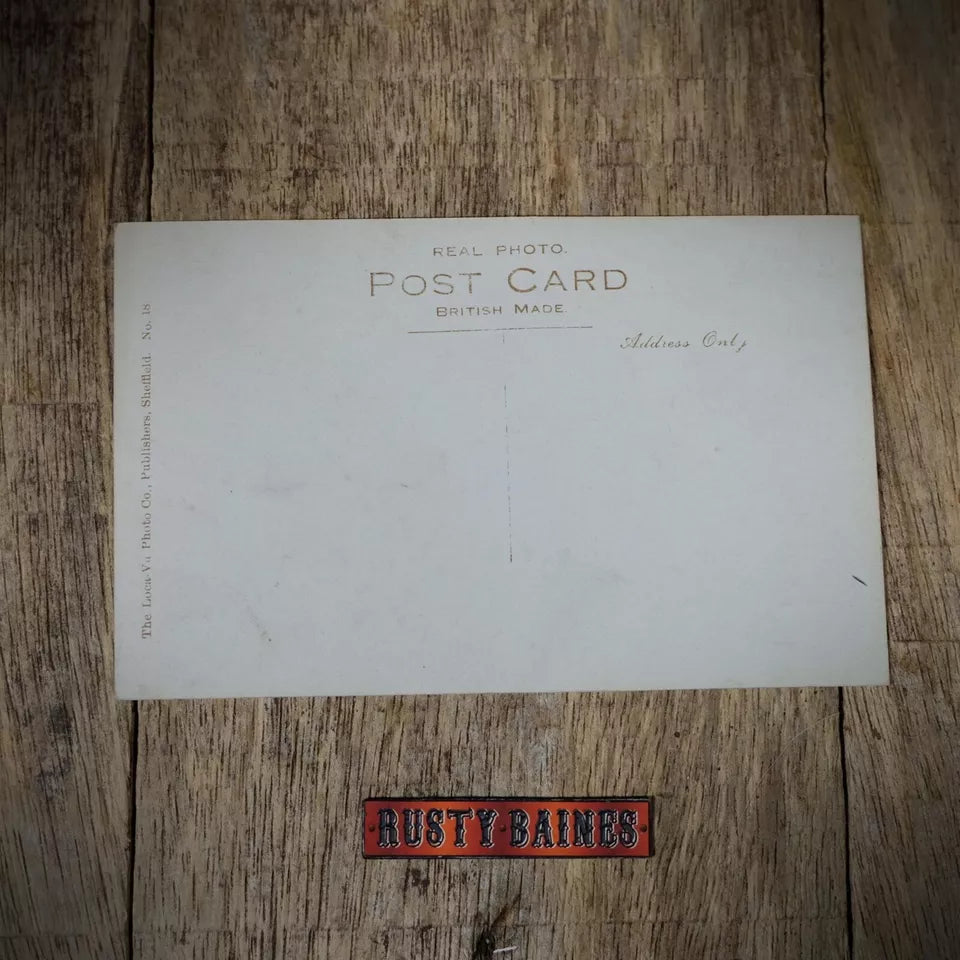 REAL PHOTO.
POST CARD
BRITISH MADE.
Address Only
The Loca-Vu Photo Co., Publishers, Sheffield. No. 18
RUSTY·BAINES